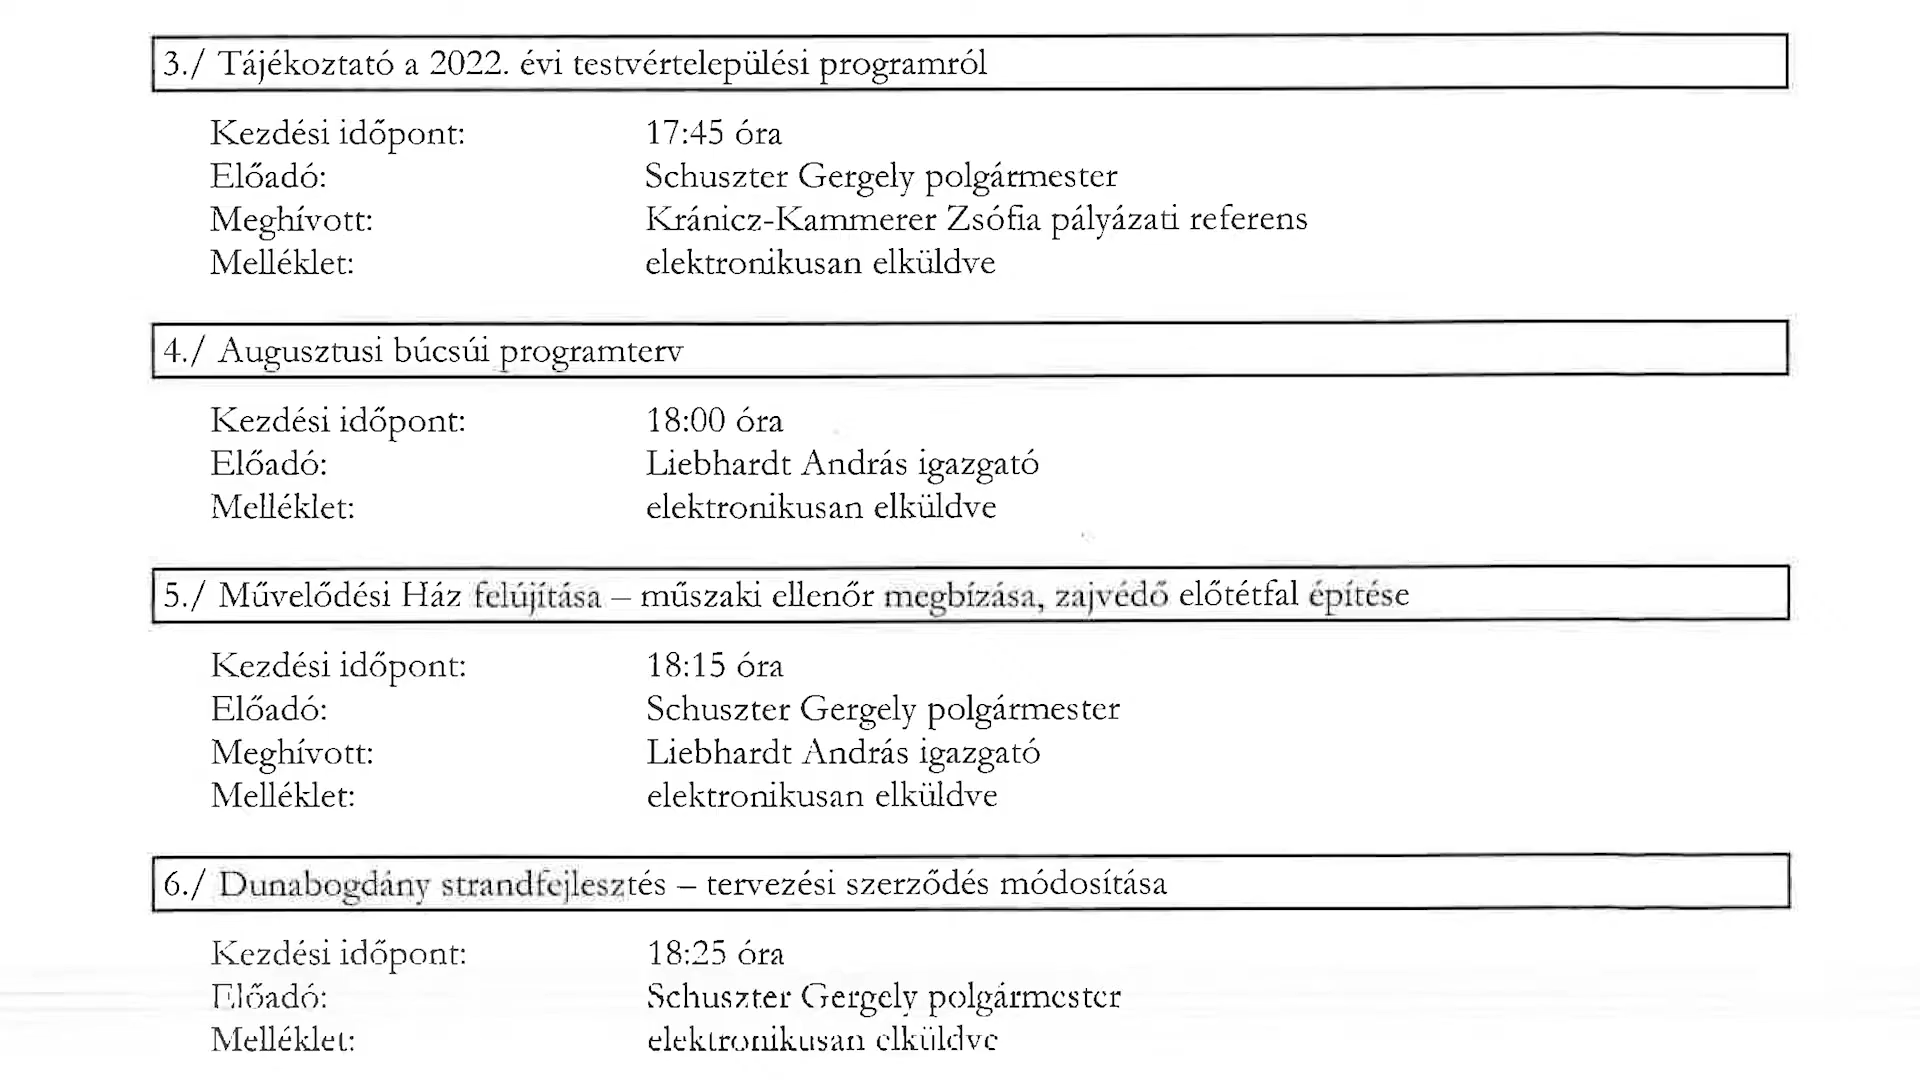 3./ Tájékoztató a 2022. évi testvértelepülési programról
Kezdési időpont: 17:45 óra
Előadó: Schuszter Gergely polgármester
Meghívott: Kránicz-Kammerer Zsófia pályázati referens
Melléklet: elektronikusan elküldve
4./ Augusztusi búcsúi programterv
Kezdési időpont: 18:00 óra
Előadó: Liebhardt András igazgató
Melléklet: elektronikusan elküldve
5./ Művelődési Ház felújítása – műszaki ellenőr megbízása, zajvédő előtétfal építése
Kezdési időpont: 18:15 óra
Előadó: Schuszter Gergely polgármester
Meghívott: Liebhardt András igazgató
Melléklet: elektronikusan elküldve
6./ Dunabogdány strandfejlesztés – tervezési szerződés módosítása
Kezdési időpont: 18:25 óra
Előadó: Schuszter Gergely polgármester
Melléklet: elektronikusan elküldve